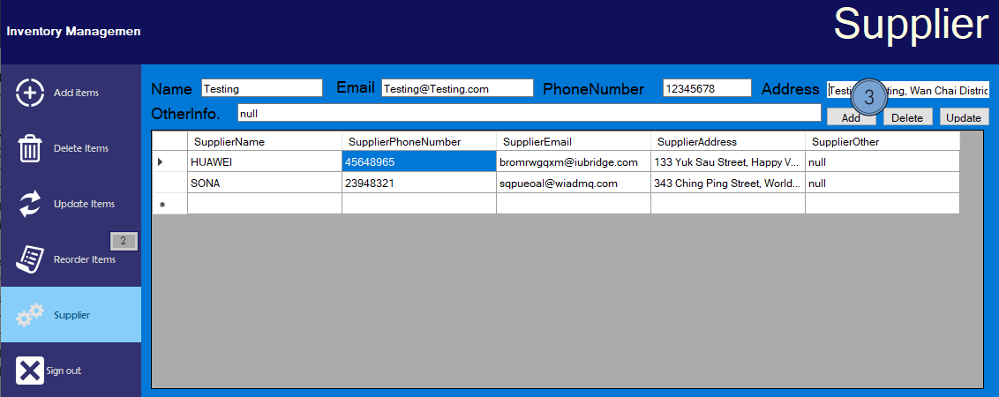 Inventory Managemen
Supplier
Add items
Delete Items
Update Items
2
Reorder Items
Supplier
Sign out
Name Testing Email Testing@Testing.com PhoneNumber 12345678 Address Wan Chai Distric
3
OtherInfo. null Add Delete Update
SupplierName SupplierPhoneNumber SupplierEmail SupplierAddress SupplierOther
HUAWEI 45648965 bromrwgqxm@iubridge.com 133 Yuk Sau Street, Happy V... null
SONA 23948321 sqpueoal@wiadmq.com 343 Ching Ping Street, World... null